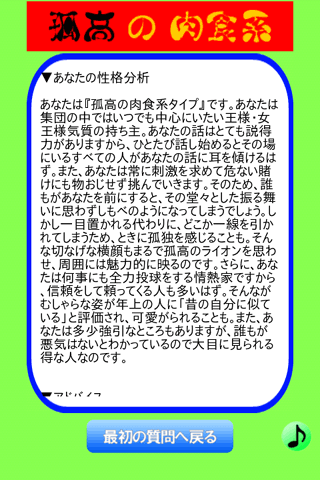 孤高の肉食系
▼あなたの性格分析
あなたは『孤高の肉食系タイプ』です。あなたは
集団の中ではいつでも中心にいたい王様・女
王様気質の持ち主。あなたの話はとても説得
力がありますから、ひとたび話し始めるとその場
にいるすべての人があなたの話に耳を傾けるは
ず。また、あなたは常に刺激を求めて危ない賭
けにも物おじせず挑んでいきます。そのため、誰
もがあなたを前にすると、その堂々とした振る舞
いに思わずしもべのようになってしまうでしょう。し
かし一目置かれる代わりに、どこか一線を引か
れてしまうため、ときに孤独を感じることも。そん
な切なげな横顔もまるで孤高のライオンを思わ
せ、周囲には魅力的に映るのです。さらに、あな
たは何事にも全力投球をする情熱家ですか
ら、信頼をして頼ってくる人も多いはず。そんなが
むしゃらな姿が年上の人に「昔の自分に似て
いる」と評価され、可愛がられることも。また、あ
なたは多少強引なところもありますが、誰もが
悪気はないとわかっているので大目に見られる
得な人なのです。
▼アドバイス
最初の質問へ戻る